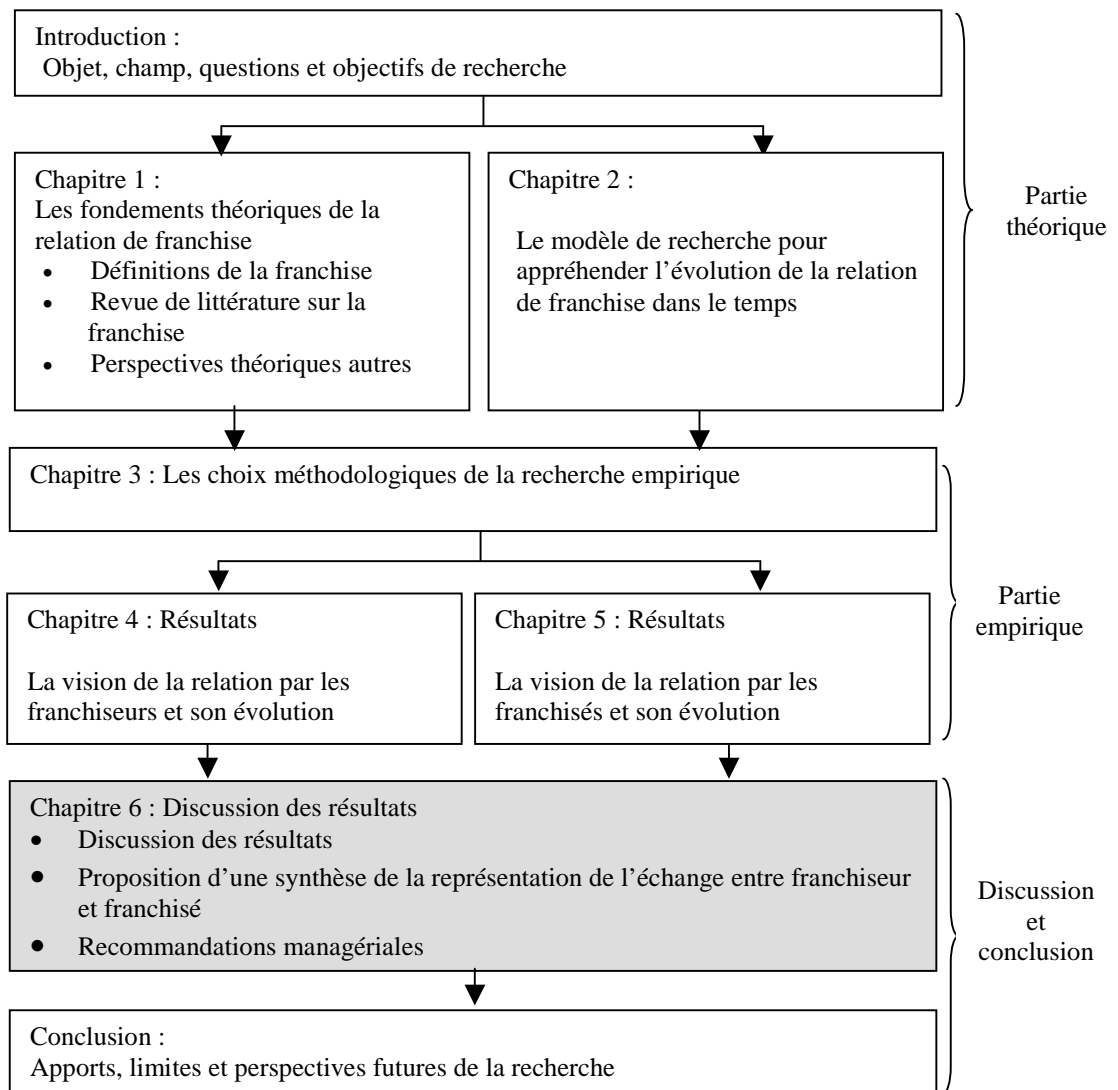 Introduction :
Objet, champ, questions et objectifs de recherche
Chapitre 1 :
Les fondements théoriques de la
relation de franchise
• Définitions de la franchise
• Revue de littérature sur la
franchise
• Perspectives théoriques autres
Chapitre 2 :
Le modèle de recherche pour
appréhender l’évolution de la relation
de franchise dans le temps
Partie
théorique
Chapitre 3 : Les choix méthodologiques de la recherche empirique
Chapitre 4 : Résultats
La vision de la relation par les
franchiseurs et son évolution
Chapitre 5 : Résultats
La vision de la relation par les
franchisés et son évolution
Partie
empirique
Chapitre 6 : Discussion des résultats
• Discussion des résultats
• Proposition d’une synthèse de la représentation de l’échange entre franchiseur
et franchisé
• Recommandations managériales
Discussion
et
conclusion
Conclusion :
Apports, limites et perspectives futures de la recherche